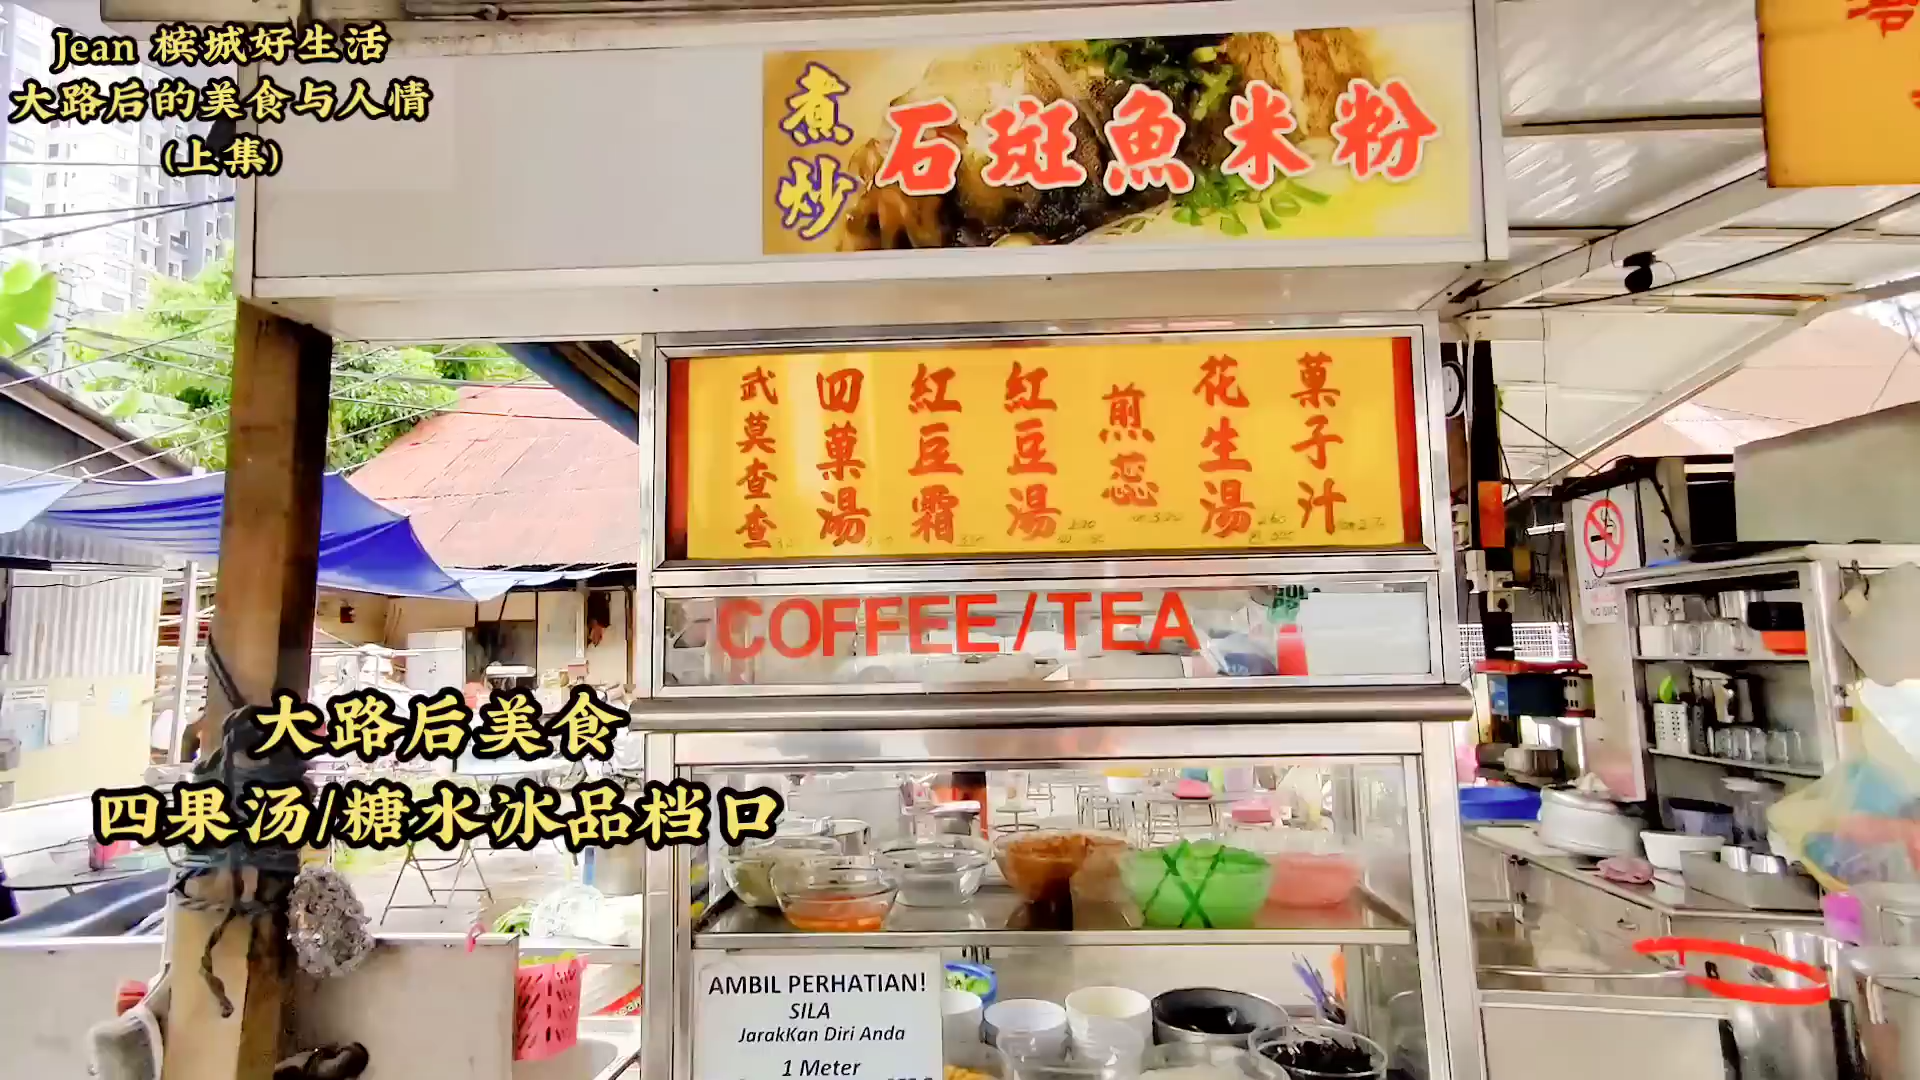 Jean 槟城好生活
大路后的美食与人情
(上集)
煮炒
石斑魚米粉
武莫查查
四菓湯
紅豆霜
紅豆湯
煎蕊
花生湯
菓子汁
COFFEE/TEA
大路后美食
四果汤/糖水冰品档口
AMBIL PERHATIAN!
SILA
JarakKan Diri Anda
1 Meter